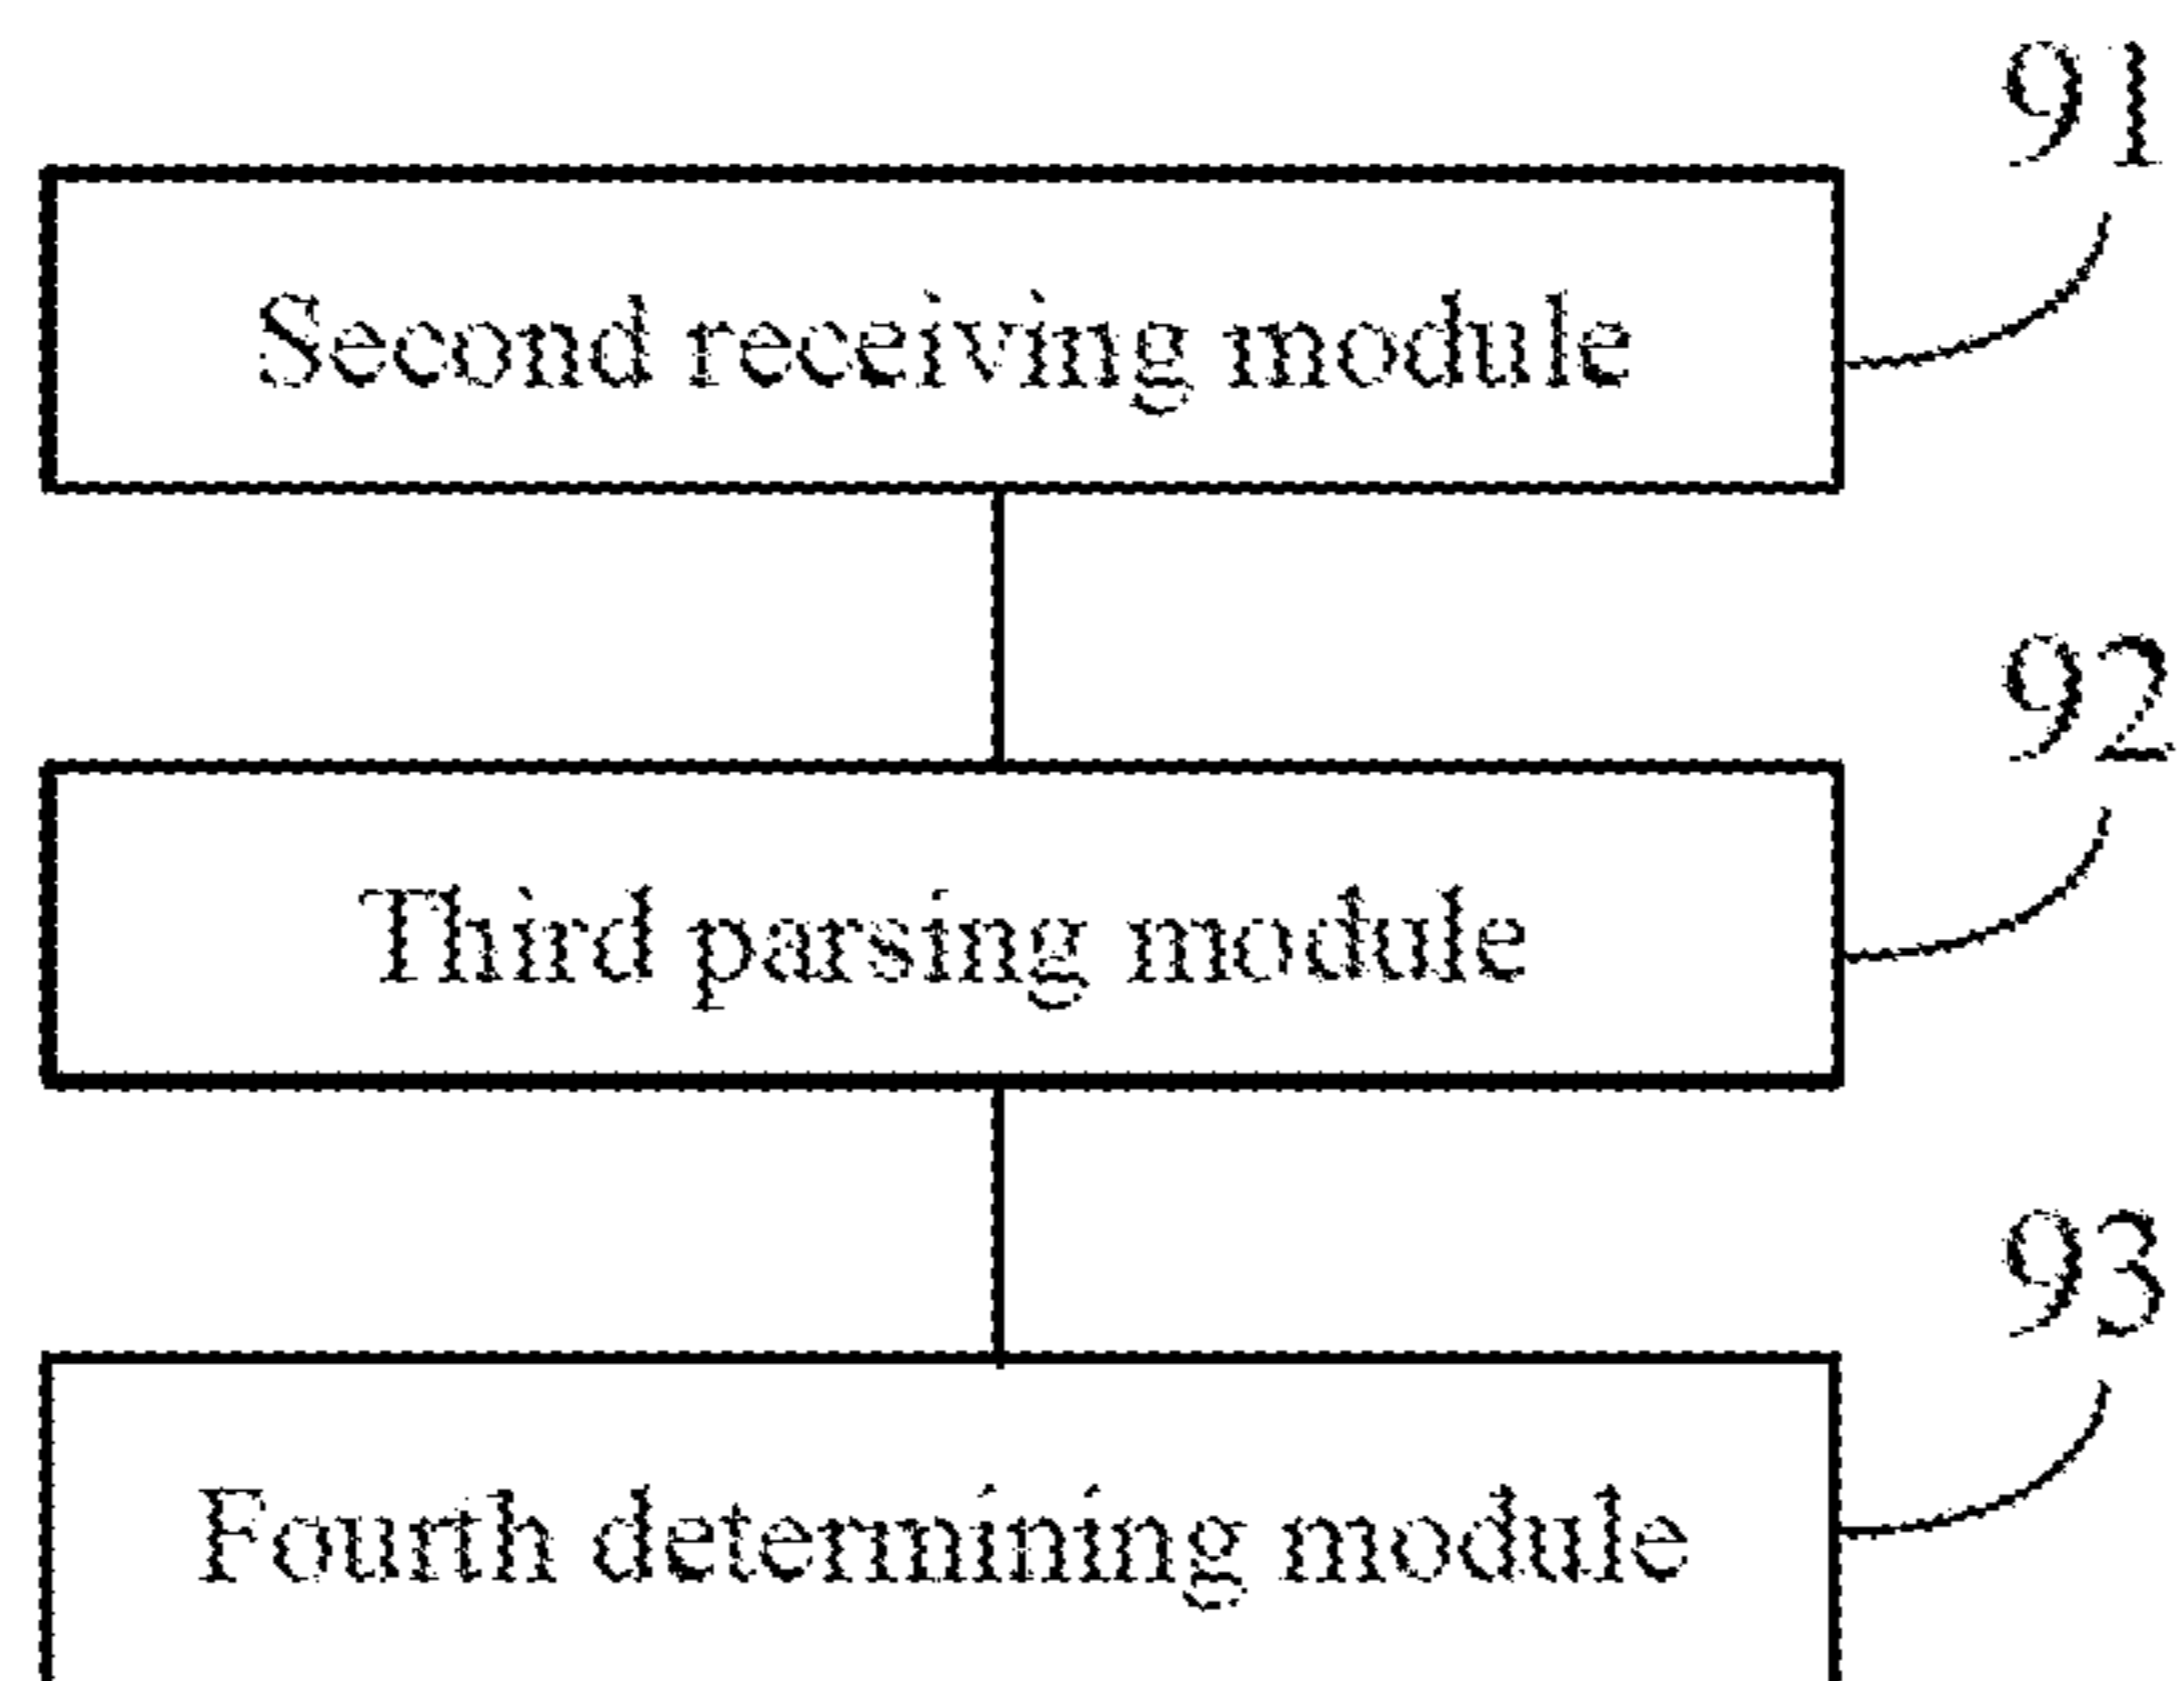 91
Second receiving module
92
Third parsing module
93
Fourth determining module